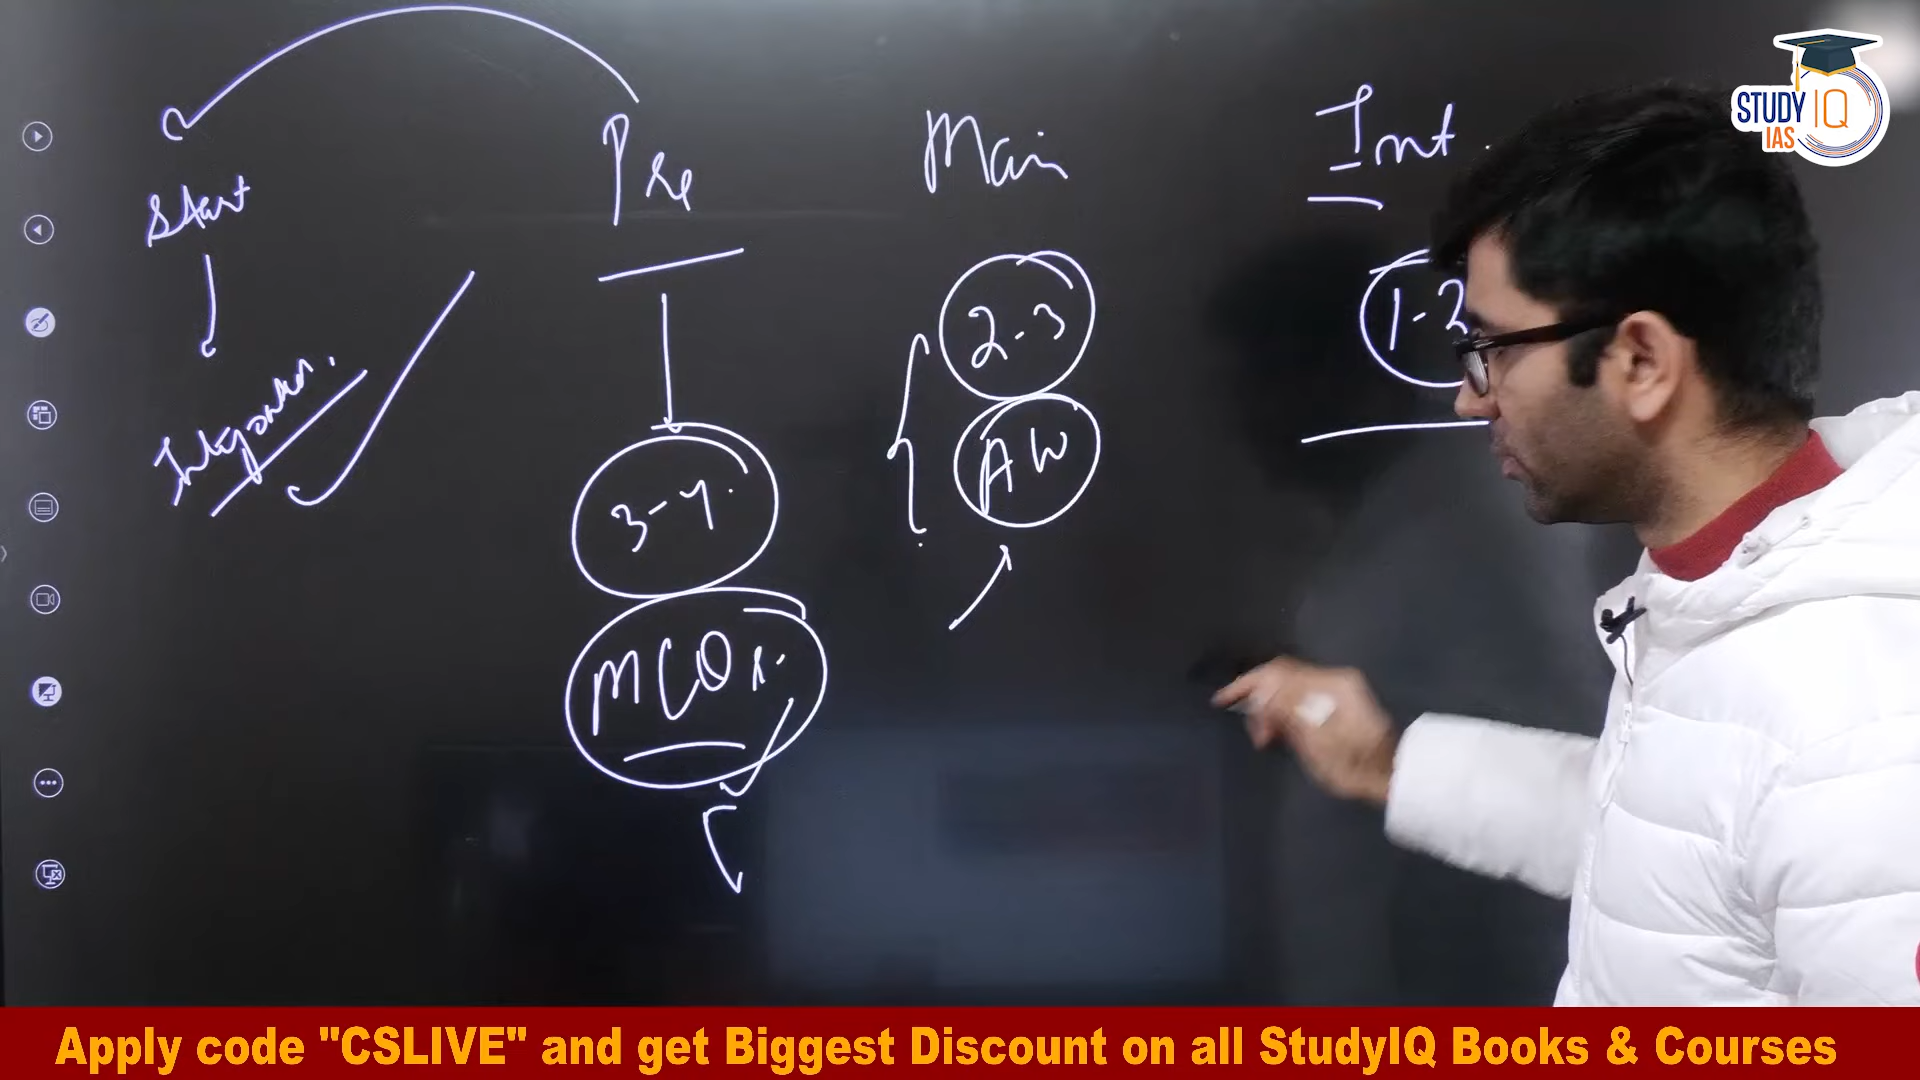 Start
Pre
Main
Int.
STUDY IQ
IAS
2-3
1-2
AW
3-4.
MCQs.
Apply code "CSLIVE" and get Biggest Discount on all StudyIQ Books & Courses